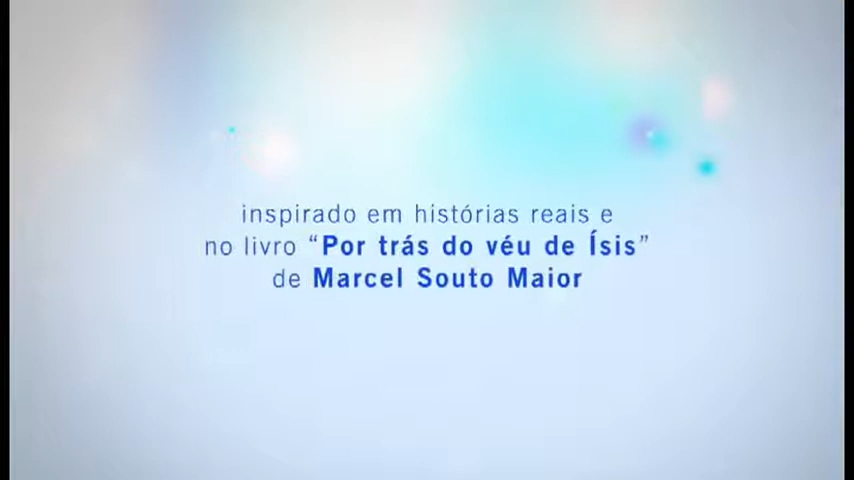 inspirado em histórias reais e
no livro “Por trás do véu de Ísis”
de Marcel Souto Maior